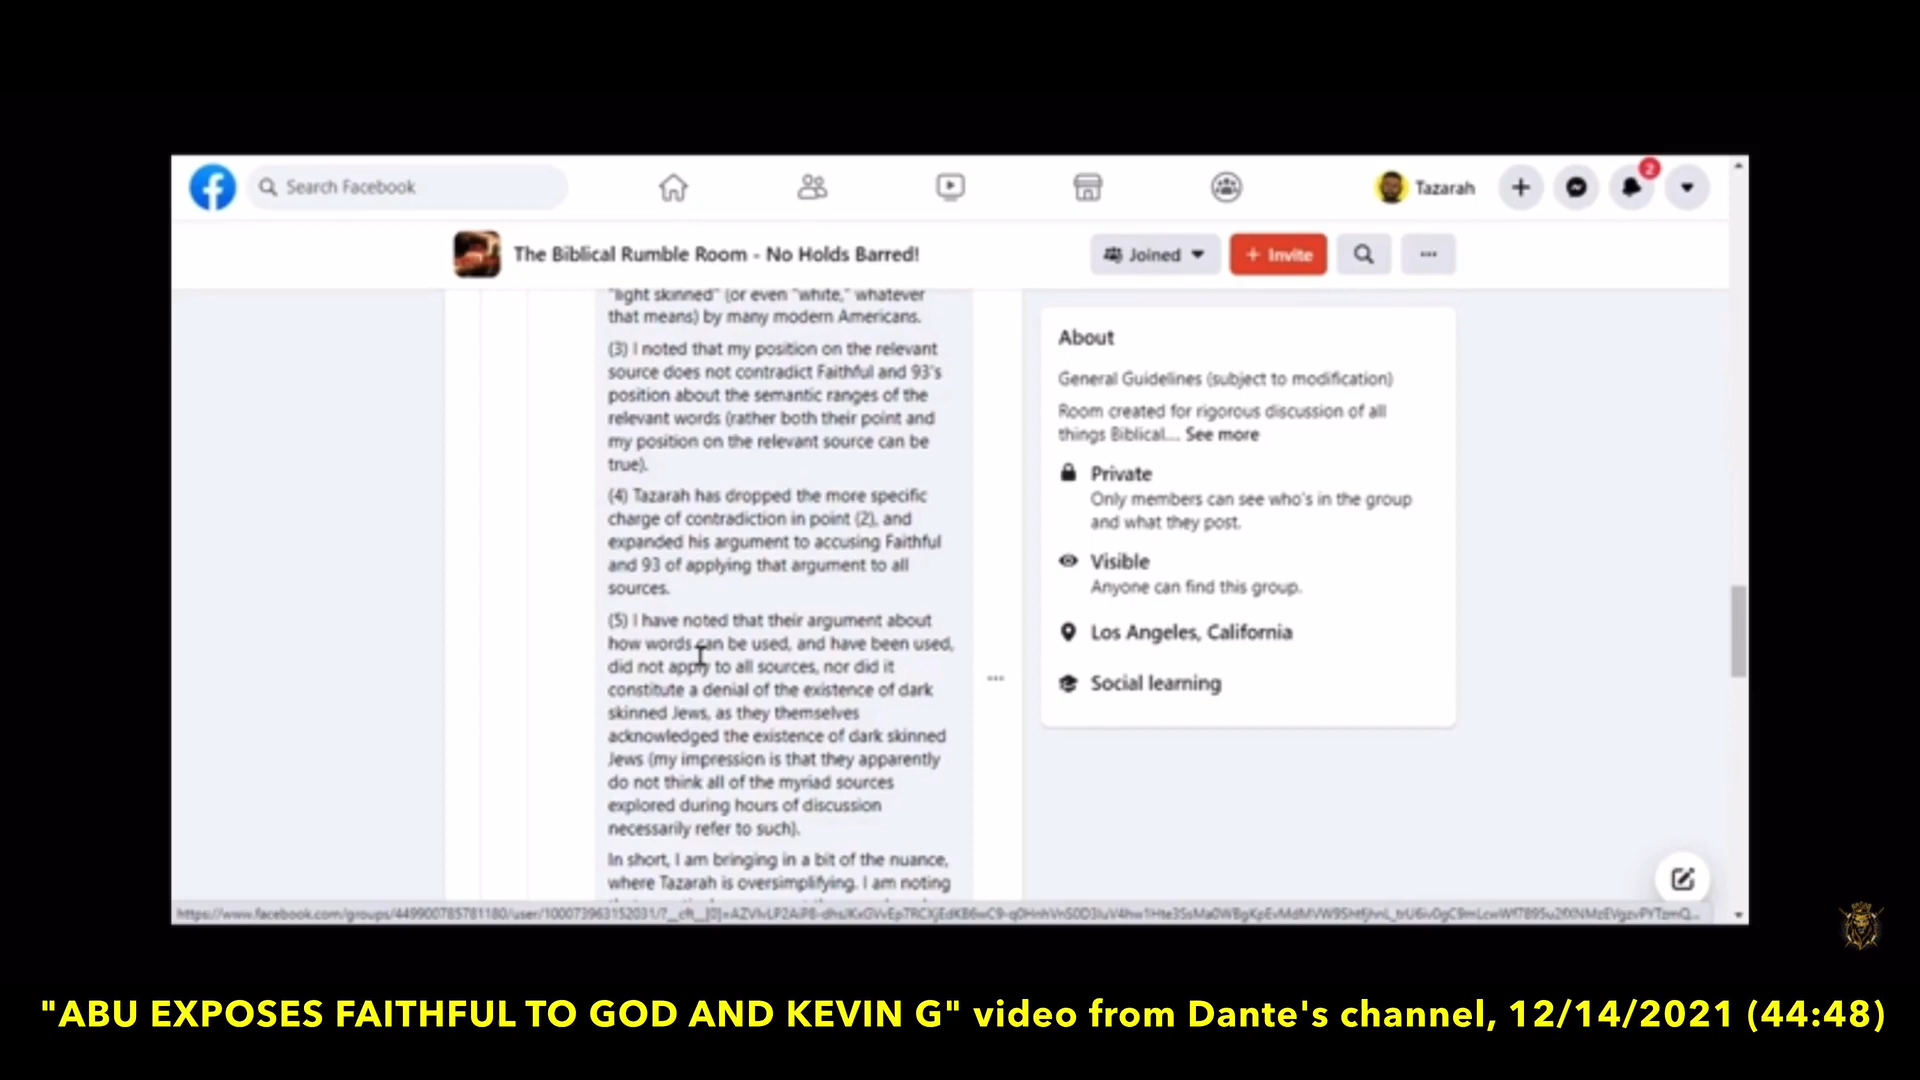 Search Facebook
Tazarah
2
The Biblical Rumble Room - No Holds Barred!
Joined
+ Invite
"light skinned" (or even "white," whatever
that means) by many modern Americans.
(3) I noted that my position on the relevant
source does not contradict Faithful and 93's
position about the semantic ranges of the
relevant words (rather both their point and
my position on the relevant source can be
true).
(4) Tazarah has dropped the more specific
charge of contradiction in point (2), and
expanded his argument to accusing Faithful
and 93 of applying that argument to all
sources.
(5) I have noted that their argument about
how words can be used, and have been used,
did not apply to all sources, nor did it
constitute a denial of the existence of dark
skinned Jews, as they themselves
acknowledged the existence of dark skinned
Jews (my impression is that they apparently
do not think all of the myriad sources
explored during hours of discussion
necessarily refer to such).
In short, I am bringing in a bit of the nuance,
where Tazarah is oversimplifying. I am noting
About
General Guidelines (subject to modification)
Room created for rigorous discussion of all
things Biblical... See more
Private
Only members can see who's in the group
and what they post.
Visible
Anyone can find this group.
Los Angeles, California
Social learning
"ABU EXPOSES FAITHFUL TO GOD AND KEVIN G" video from Dante's channel, 12/14/2021 (44:48)